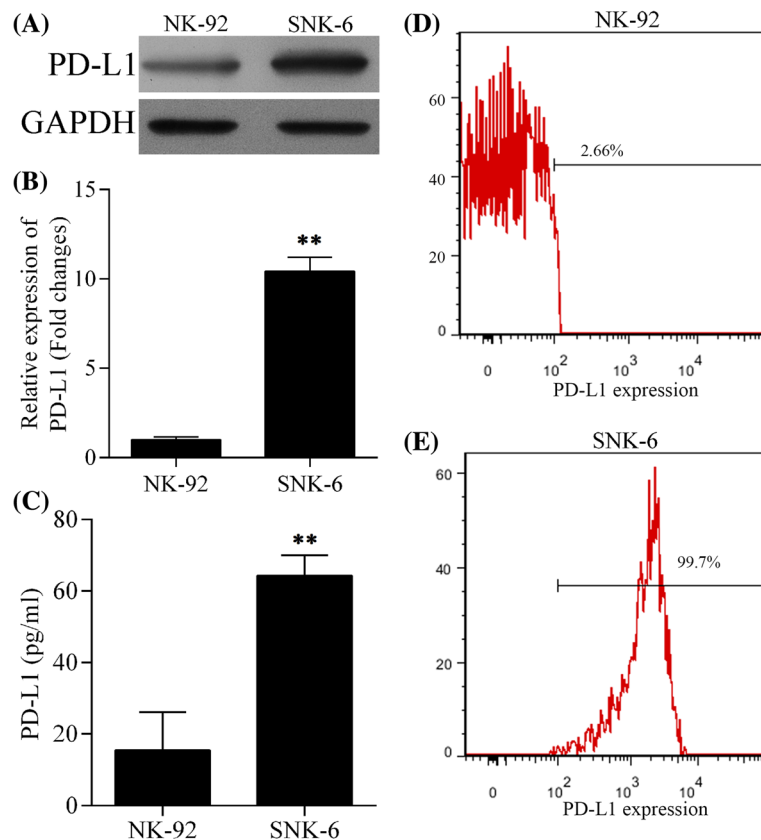 (A)
NK-92 SNK-6
PD-L1
GAPDH
(B)
Relative expression of
PD-L1 (Fold changes)
15
10
5
0
**
NK-92 SNK-6
(C)
PD-L1 (pg/ml)
80
60
40
20
0
**
NK-92 SNK-6
(D)
NK-92
60
40
20
0
2.66%
0 10² 10³ 10⁴
PD-L1 expression
(E)
SNK-6
60
40
20
0
99.7%
0 10² 10³ 10⁴
PD-L1 expression